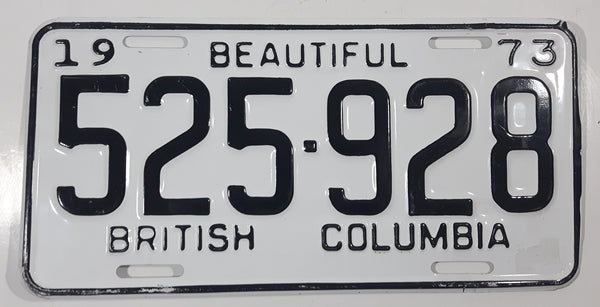 19 BEAUTIFUL 73
525·928
BRITISH COLUMBIA